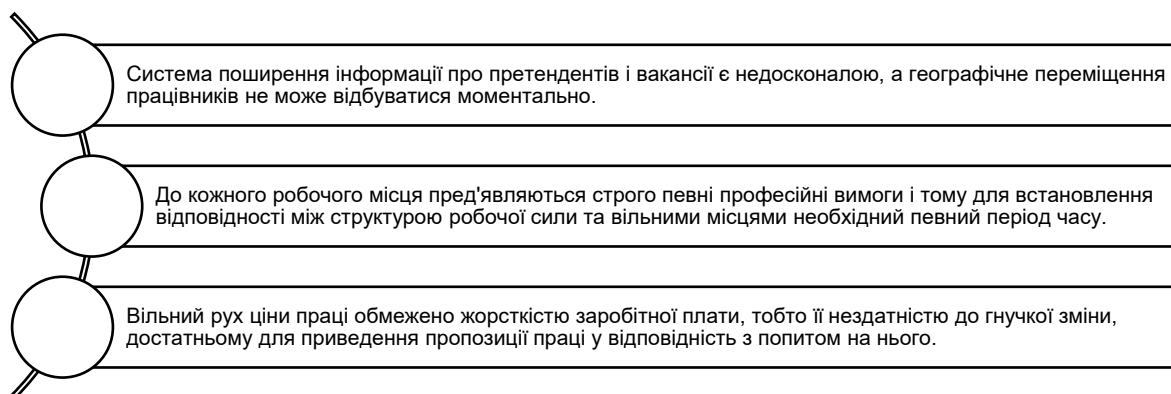 Система поширення інформації про претендентів і вакансії є недосконалою, а географічне переміщення
працівників не може відбуватися моментально.
До кожного робочого місця пред'являються строго певні професійні вимоги і тому для встановлення
відповідності між структурою робочої сили та вільними місцями необхідний певний період часу.
Вільний рух ціни праці обмежено жорсткістю заробітної плати, тобто її нездатністю до гнучкої зміни,
достатньому для приведення пропозиції праці у відповідність з попитом на нього.